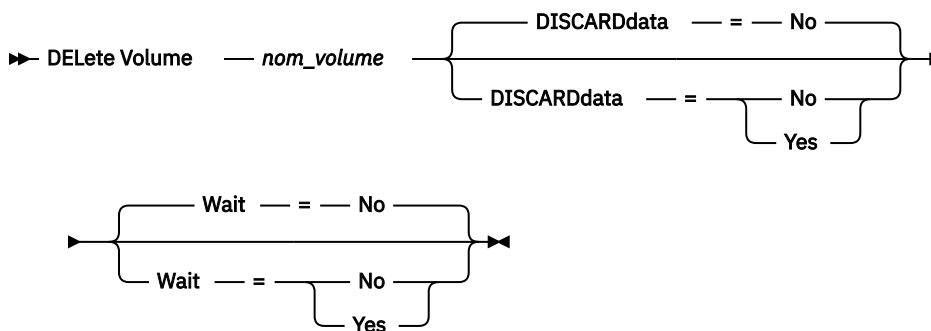 DISCARDdata = No
DELete Volume nom_volume
DISCARDdata = No
Yes
Wait = No
Wait = No
Yes